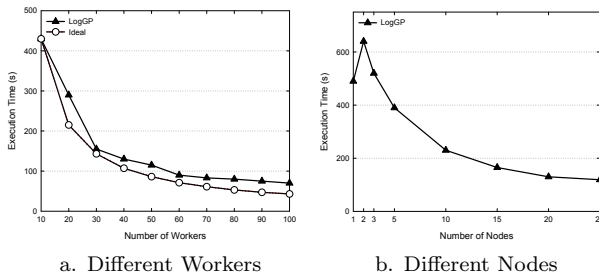 500
400
300
200
100
0
Execution Time (s)
LogGP
Ideal
10 20 30 40 50 60 70 80 90 100
Number of Workers
a. Different Workers
600
400
200
0
Execution Time (s)
LogGP
1 2 3 5 10 15 20 2
Number of Nodes
b. Different Nodes